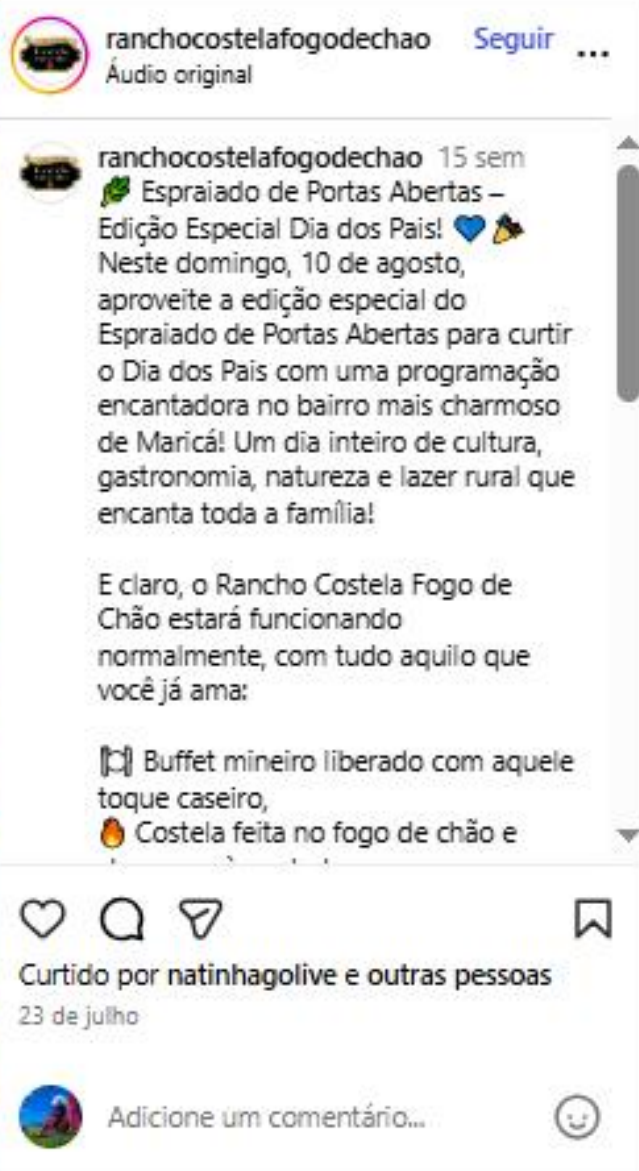 ranchocostelafogodechao Seguir ...
Áudio original
ranchocostelafogodechao 15 sem
🌿 Espraiado de Portas Abertas –
Edição Especial Dia dos Pais! 💙🎉
Neste domingo, 10 de agosto,
aproveite a edição especial do
Espraiado de Portas Abertas para curtir
o Dia dos Pais com uma programação
encantadora no bairro mais charmoso
de Maricá! Um dia inteiro de cultura,
gastronomia, natureza e lazer rural que
encanta toda a família!
E claro, o Rancho Costela Fogo de
Chão estará funcionando
normalmente, com tudo aquilo que
você já ama:
🍽 Buffet mineiro liberado com aquele
toque caseiro,
🔥 Costela feita no fogo de chão e
Curtido por natinhagolive e outras pessoas
23 de julho
Adicione um comentário...